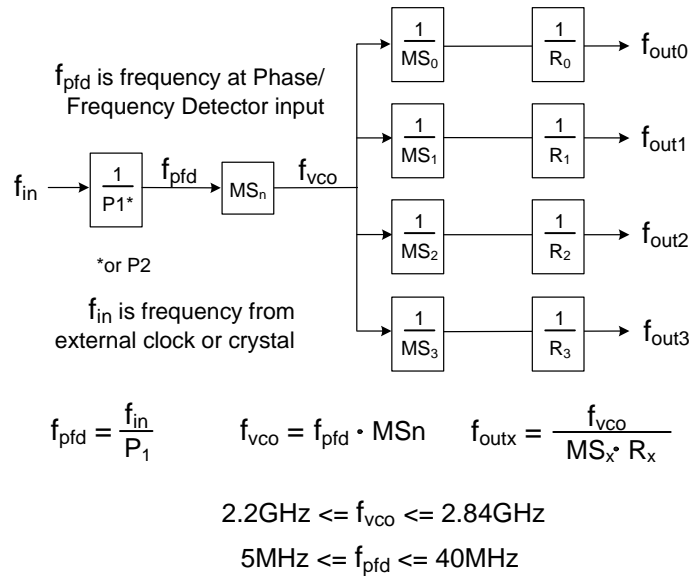 f_pfd is frequency at Phase/
Frequency Detector input
f_in
1
P1*
f_pfd
MS_n
f_vco
*or P2
f_in is frequency from
external clock or crystal
1
MS_0
1
R_0
f_out0
1
MS_1
1
R_1
f_out1
1
MS_2
1
R_2
f_out2
1
MS_3
1
R_3
f_out3
f_pfd = f_in / P_1
f_vco = f_pfd · MSn
f_outx = f_vco / MS_x · R_x
2.2GHz <= f_vco <= 2.84GHz
5MHz <= f_pfd <= 40MHz